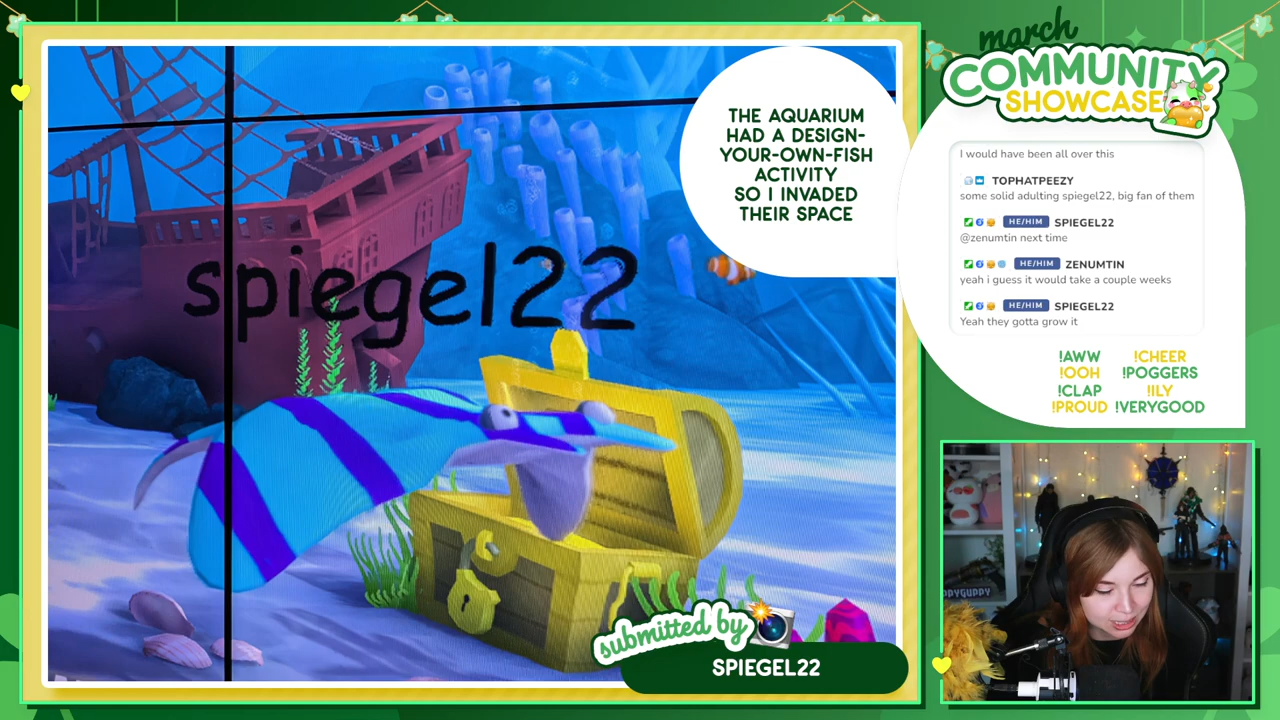 march
COMMUNITY
SHOWCASE
THE AQUARIUM
HAD A DESIGN-
YOUR-OWN-FISH
ACTIVITY
SO I INVADED
THEIR SPACE
spiegel22
I would have been all over this
TOPHATPEEZY
some solid adulting spiegel22, big fan of them
HE/HIM SPIEGEL22
@zenumtin next time
HE/HIM ZENUMTIN
yeah i guess it would take a couple weeks
HE/HIM SPIEGEL22
Yeah they gotta grow it
!AWW !CHEER
!OOH !POGGERS
!CLAP !ILY
!PROUD !VERYGOOD
submitted by
SPIEGEL22
PPYGUPPY